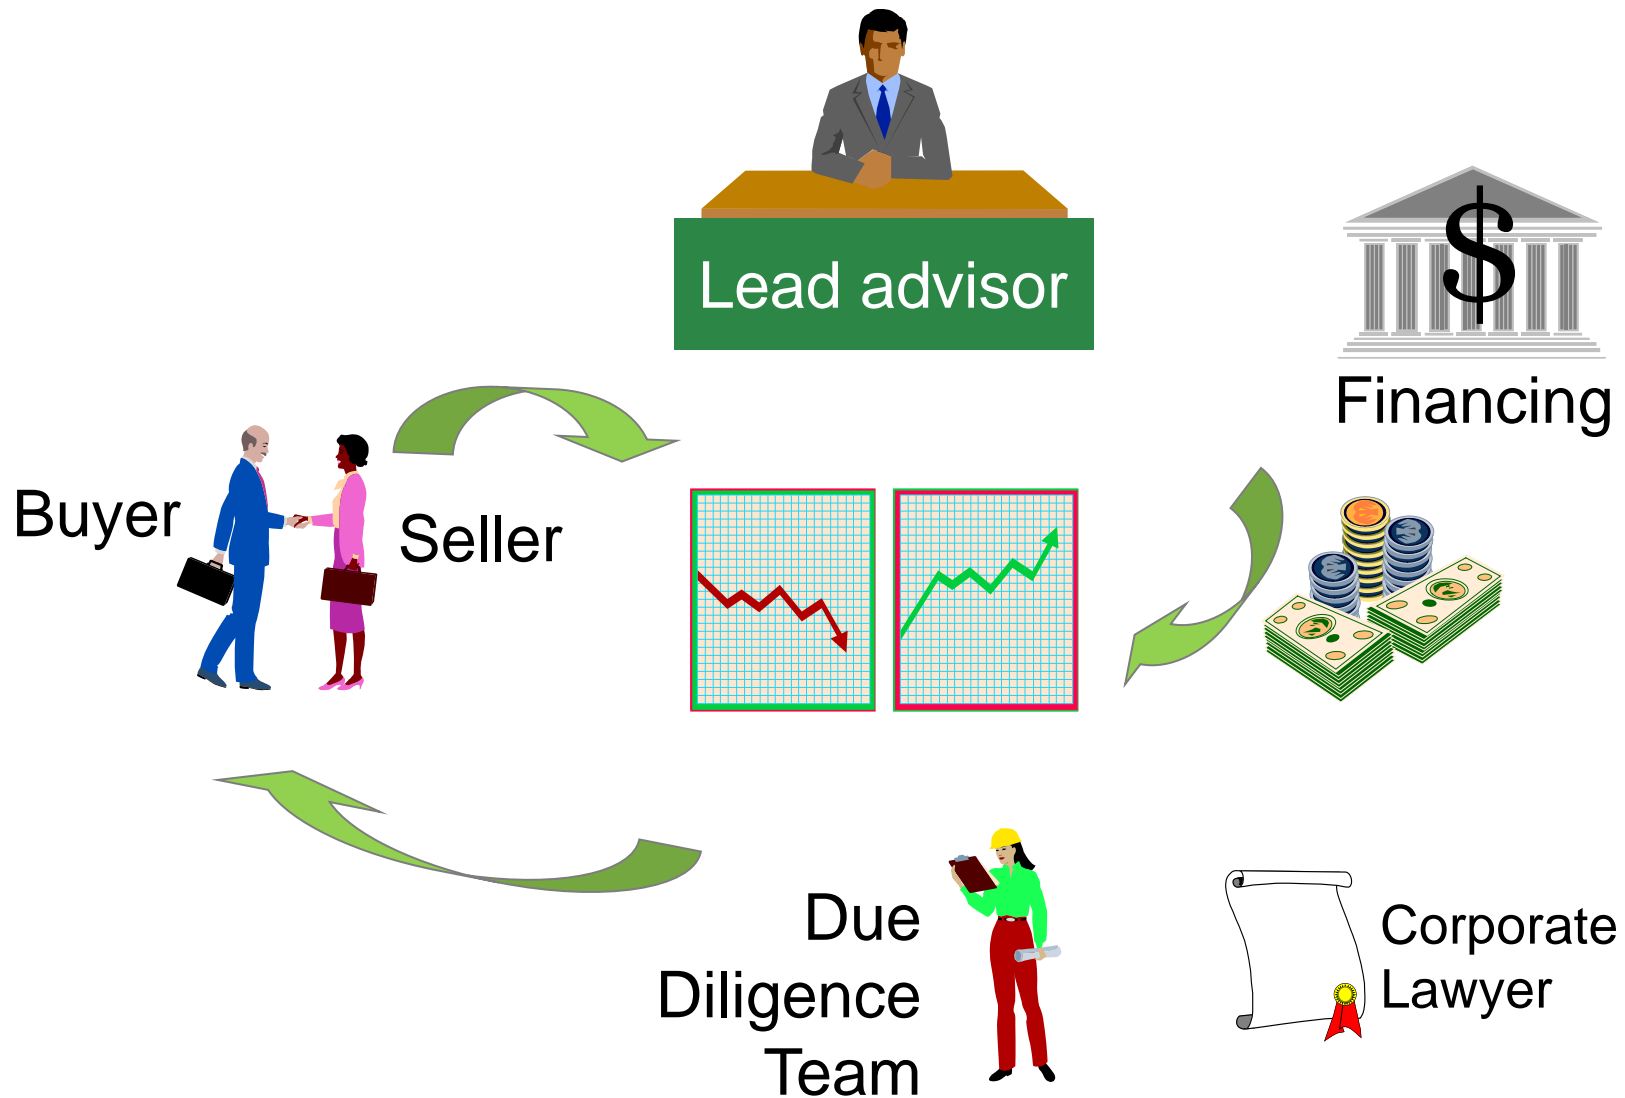 Lead advisor
$
Financing
Buyer
Seller
Due
Diligence
Team
Corporate
Lawyer